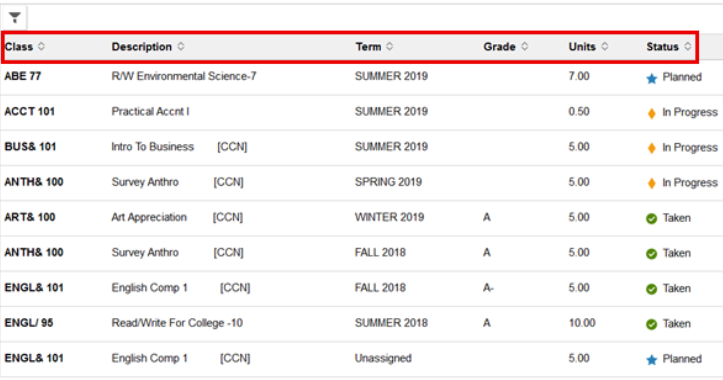 Class Description Term Grade Units Status
ABE 77 R/W Environmental Science-7 SUMMER 2019 7.00 Planned
ACCT 101 Practical Accnt I SUMMER 2019 0.50 In Progress
BUS& 101 Intro To Business [CCN] SUMMER 2019 5.00 In Progress
ANTH& 100 Survey Anthro [CCN] SPRING 2019 5.00 In Progress
ART& 100 Art Appreciation [CCN] WINTER 2019 A 5.00 Taken
ANTH& 100 Survey Anthro [CCN] FALL 2018 A 5.00 Taken
ENGL& 101 English Comp 1 [CCN] FALL 2018 A- 5.00 Taken
ENGL/ 95 Read/Write For College -10 SUMMER 2018 A 10.00 Taken
ENGL& 101 English Comp 1 [CCN] Unassigned 5.00 Planned